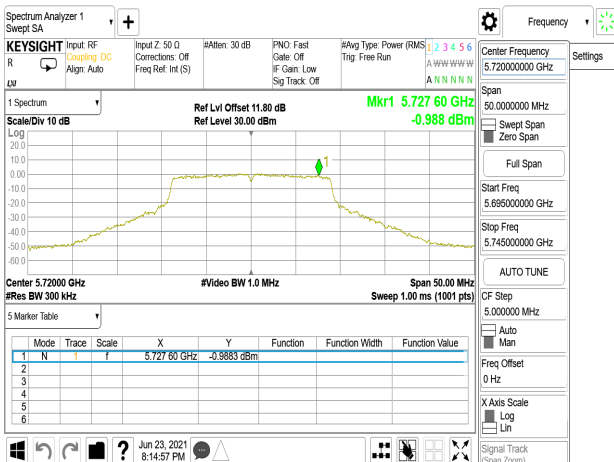 Spectrum Analyzer 1
Swept SA
Frequency
KEYSIGHT
R
Input: RF
Coupling: DC
Align: Auto
Input Z: 50 Ω
Corrections: Off
Freq Ref: Int (S)
#Atten: 30 dB
PNO: Fast
Gate: Off
IF Gain: Low
Sig Track: Off
#Avg Type: Power (RMS
Trig: Free Run
1 2 3 4 5 6
A W W W W W
A N N N N N
LXI
1 Spectrum
Scale/Div 10 dB
Ref Lvl Offset 11.80 dB
Ref Level 30.00 dBm
Mkr1 5.727 60 GHz
-0.988 dBm
Log
20.0
10.0
0.00
-10.0
-20.0
-30.0
-40.0
-50.0
-60.0
1
Center 5.72000 GHz
#Res BW 300 kHz
#Video BW 1.0 MHz
Span 50.00 MHz
Sweep 1.00 ms (1001 pts)
5 Marker Table
Mode Trace Scale X Y Function Function Width Function Value
1 N 1 f 5.727 60 GHz -0.9883 dBm
2
3
4
5
6
Jun 23, 2021
8:14:57 PM
Center Frequency
5.720000000 GHz
Settings
Span
50.0000000 MHz
Swept Span
Zero Span
Full Span
Start Freq
5.695000000 GHz
Stop Freq
5.745000000 GHz
AUTO TUNE
CF Step
5.000000 MHz
Auto
Man
Freq Offset
0 Hz
X Axis Scale
Log
Lin
Signal Track
(Span Zoom)